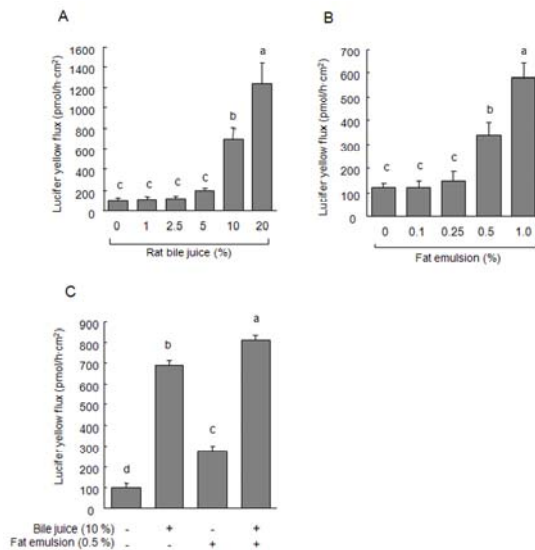 A
Lucifer yellow flux (pmol/h·cm²)
1600
1400
1200
1000
800
600
400
200
0
c c c c b a
0 1 2.5 5 10 20
Rat bile juice (%)
B
Lucifer yellow flux (pmol/h·cm²)
700
600
500
400
300
200
100
0
c c c b a
0 0.1 0.25 0.5 1.0
Fat emulsion (%)
C
Lucifer yellow flux (pmol/h·cm²)
900
800
700
600
500
400
300
200
100
0
d b c a
Bile juice (10 %) - + - +
Fat emulsion (0.5 %) - - + +